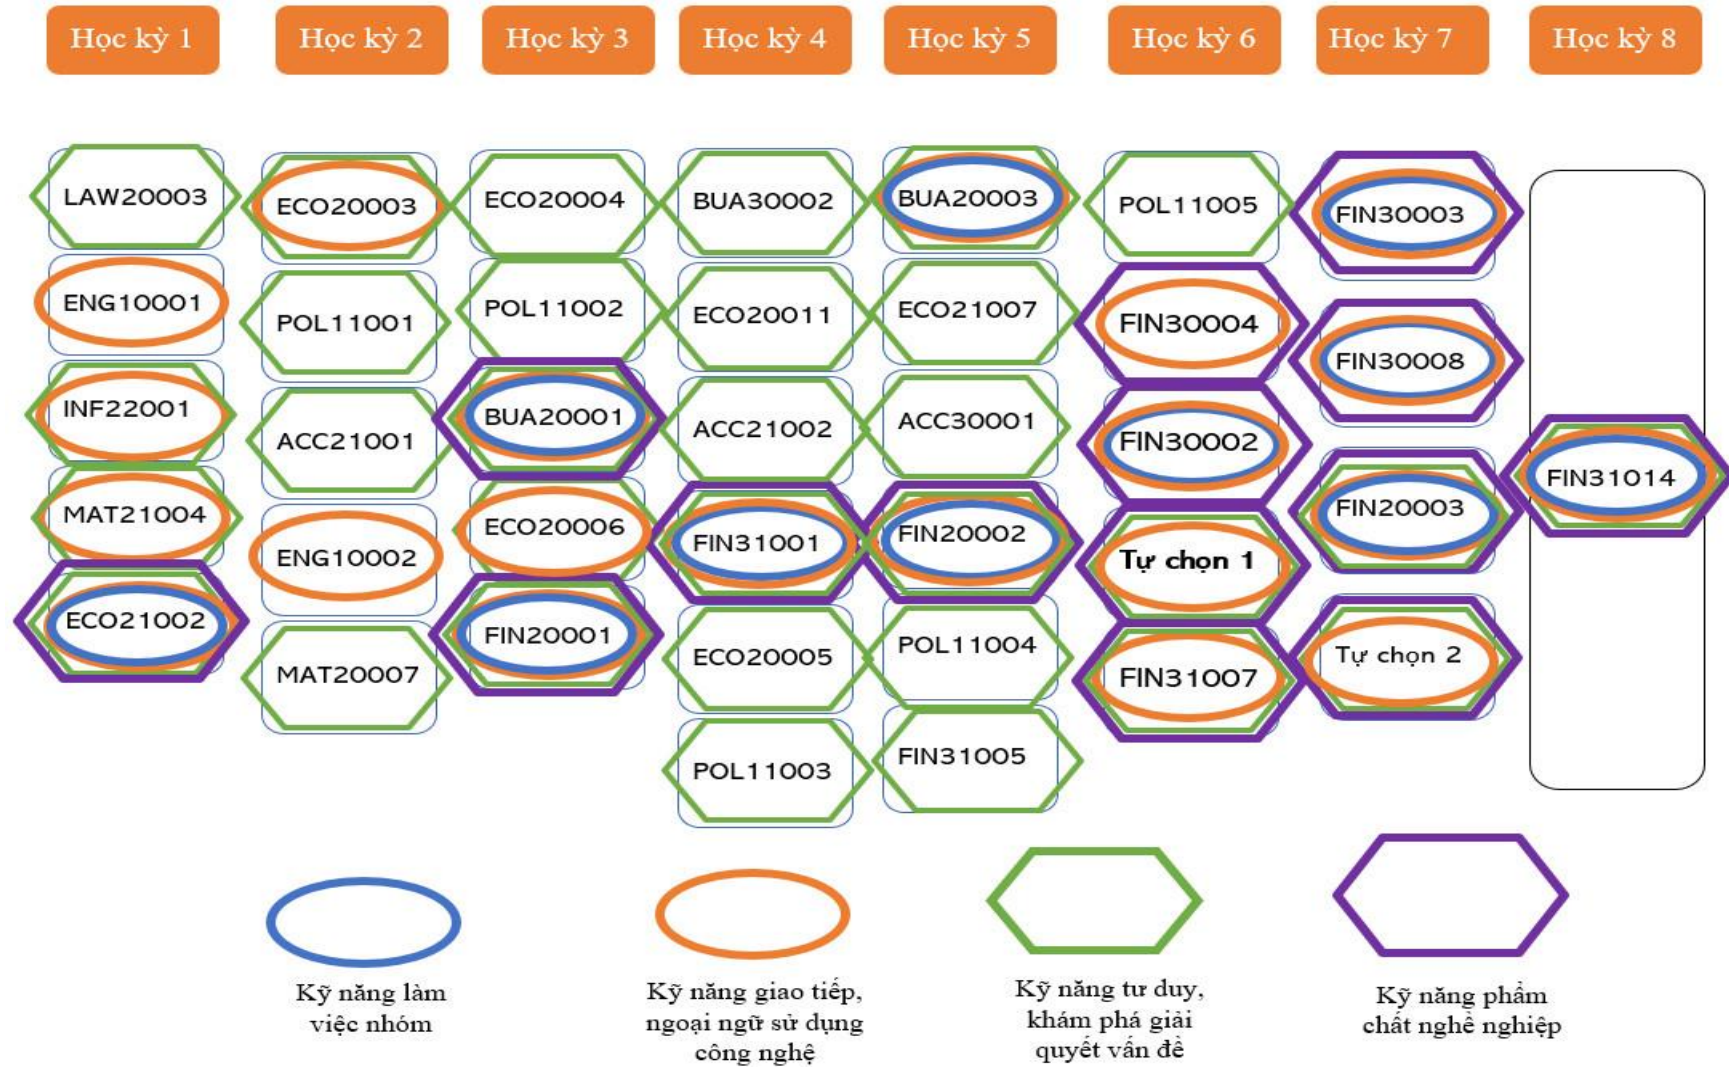 Học kỳ 1
Học kỳ 2
Học kỳ 3
Học kỳ 4
Học kỳ 5
Học kỳ 6
Học kỳ 7
Học kỳ 8
LAW20003
ENG10001
INF22001
MAT21004
ECO21002
ECO20003
POL11001
ACC21001
ENG10002
MAT20007
ECO20004
POL11002
BUA20001
ECO20006
FIN20001
BUA30002
ECO20011
ACC21002
FIN31001
ECO20005
POL11003
BUA20003
ECO21007
ACC30001
FIN20002
POL11004
FIN31005
POL11005
FIN30004
FIN30002
Tự chọn 1
FIN31007
FIN30003
FIN30008
FIN20003
Tự chọn 2
FIN31014
Kỹ năng làm
việc nhóm
Kỹ năng giao tiếp,
ngoại ngữ sử dụng
công nghệ
Kỹ năng tư duy,
khám phá giải
quyết vấn đề
Kỹ năng phẩm
chất nghề nghiệp